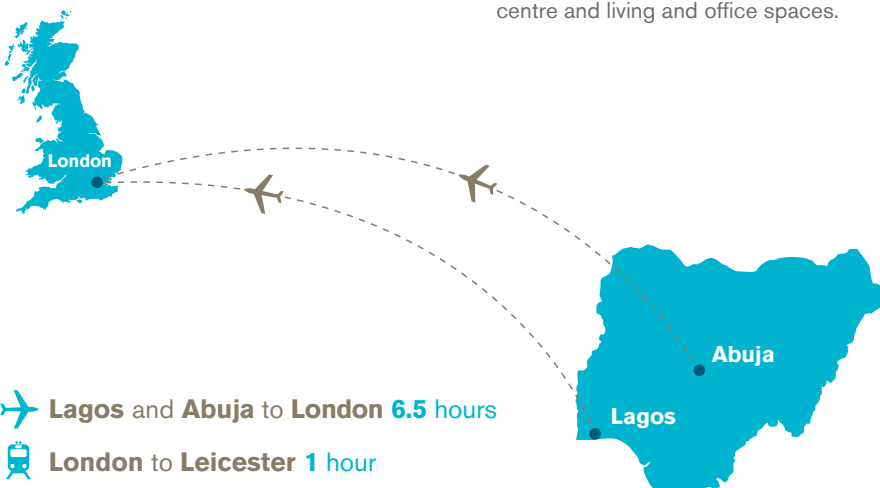 centre and living and office spaces.
London
Abuja
Lagos
Lagos and Abuja to London 6.5 hours
London to Leicester 1 hour